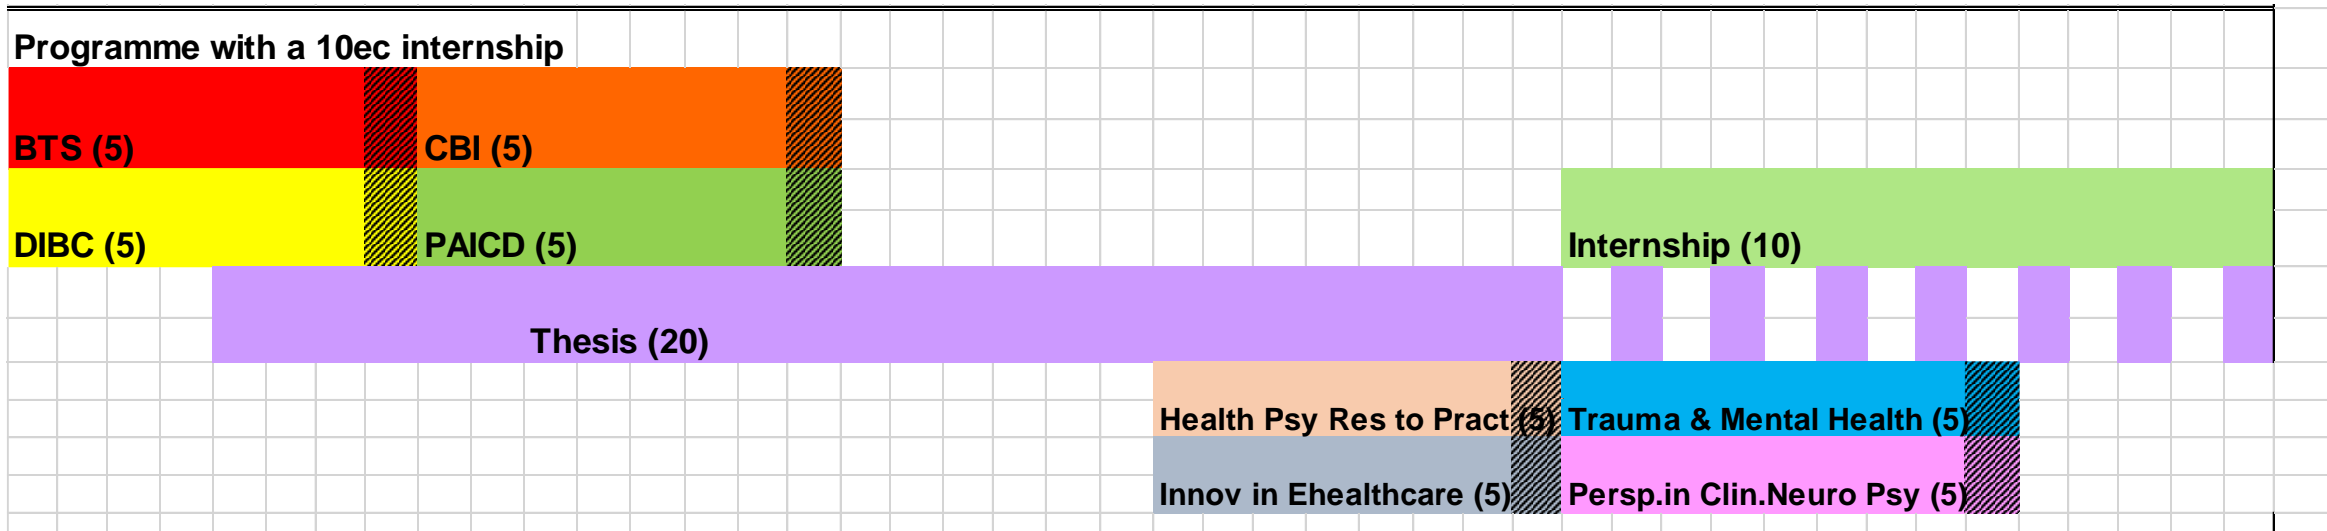 Programme with a 10ec internship
BTS (5)
CBI (5)
DIBC (5)
PAICD (5)
Internship (10)
Thesis (20)
Health Psy Res to Pract (5)
Trauma & Mental Health (5)
Innov in Ehealthcare (5)
Persp.in Clin.Neuro Psy (5)